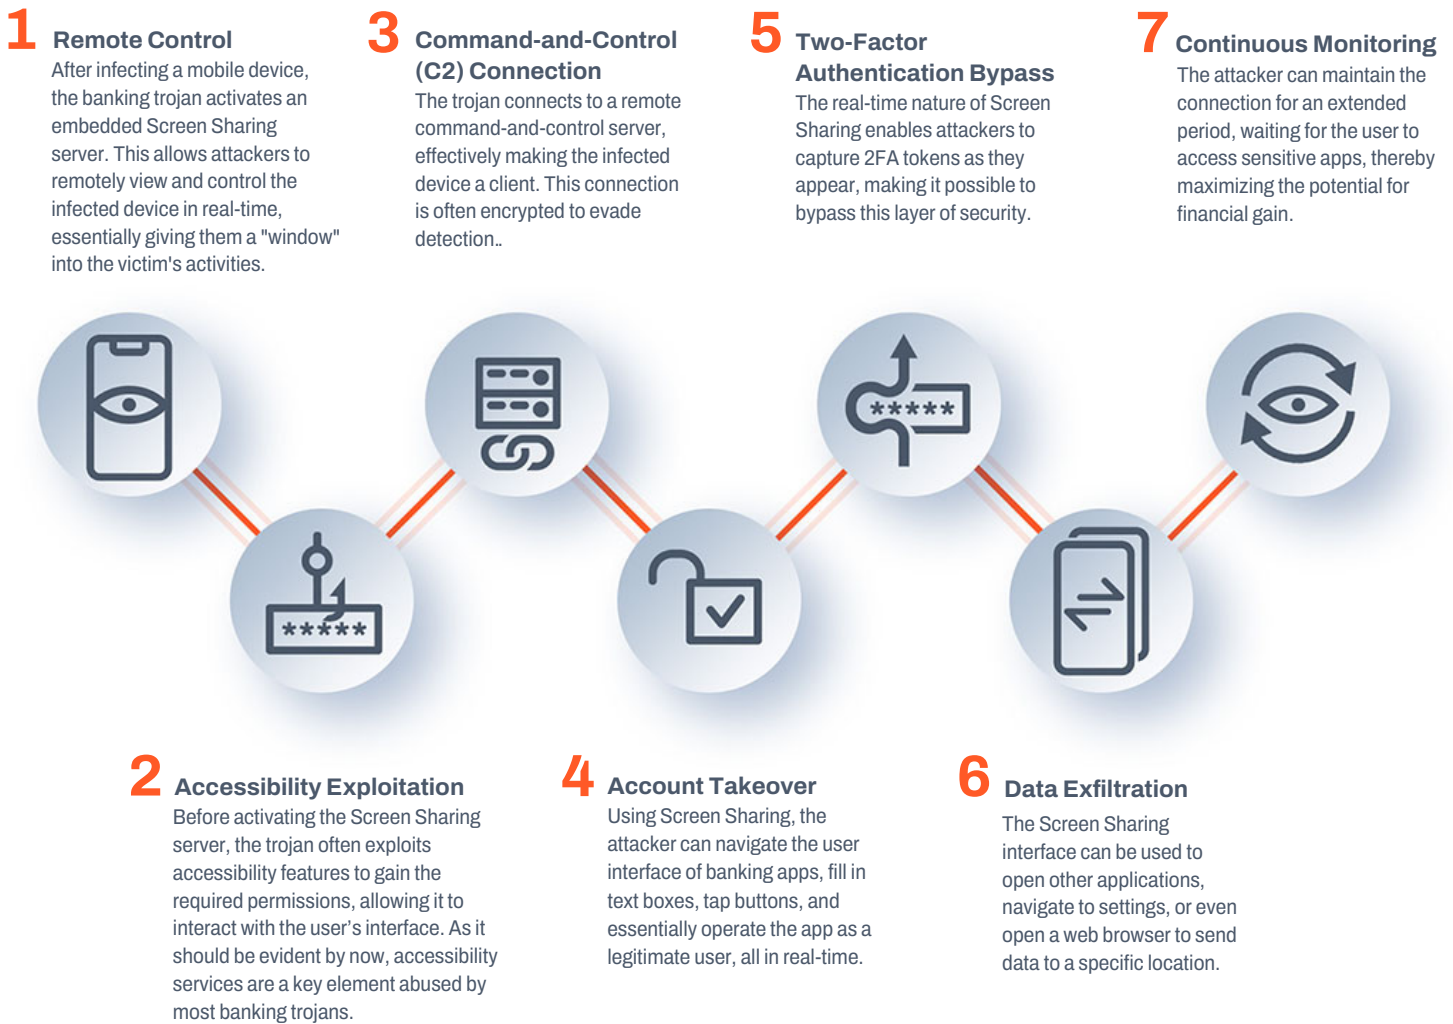 1 Remote Control
After infecting a mobile device,
the banking trojan activates an
embedded Screen Sharing
server. This allows attackers to
remotely view and control the
infected device in real-time,
essentially giving them a "window"
into the victim's activities.
3 Command-and-Control
(C2) Connection
The trojan connects to a remote
command-and-control server,
effectively making the infected
device a client. This connection
is often encrypted to evade
detection..
5 Two-Factor
Authentication Bypass
The real-time nature of Screen
Sharing enables attackers to
capture 2FA tokens as they
appear, making it possible to
bypass this layer of security.
7 Continuous Monitoring
The attacker can maintain the
connection for an extended
period, waiting for the user to
access sensitive apps, thereby
maximizing the potential for
financial gain.
*****
*****
2 Accessibility Exploitation
Before activating the Screen Sharing
server, the trojan often exploits
accessibility features to gain the
required permissions, allowing it to
interact with the user’s interface. As it
should be evident by now, accessibility
services are a key element abused by
most banking trojans.
4 Account Takeover
Using Screen Sharing, the
attacker can navigate the user
interface of banking apps, fill in
text boxes, tap buttons, and
essentially operate the app as a
legitimate user, all in real-time.
6 Data Exfiltration
The Screen Sharing
interface can be used to
open other applications,
navigate to settings, or even
open a web browser to send
data to a specific location.